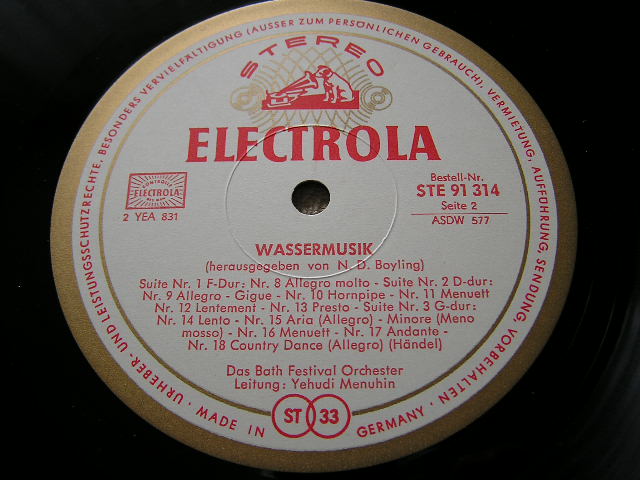 URHEBER- UND LEISTUNGSSCHUTZRECHTE, BESONDERS VERVIELFÄLTIGUNG (AUSSER ZUM PERSÖNLICHEN GEBRAUCH), VERMIETUNG, AUFFÜHRUNG, SENDUNG, VORBEHALTEN ·
STEREO
ELECTROLA
ELECTROLA
2 YEA 831
Bestell-Nr.
STE 91 314
Seite 2
ASDW 577
WASSERMUSIK
(herausgegeben von N. D. Boyling)
Suite Nr. 1 F-Dur: Nr. 8 Allegro molto - Suite Nr. 2 D-dur:
Nr. 9 Allegro - Gigue - Nr. 10 Hornpipe - Nr. 11 Menuett
Nr. 12 Lentement - Nr. 13 Presto - Suite Nr. 3 G-dur:
Nr. 14 Lento - Nr. 15 Aria (Allegro) - Minore (Meno
mosso) - Nr. 16 Menuett - Nr. 17 Andante -
Nr. 18 Country Dance (Allegro) (Händel)
Das Bath Festival Orchester
Leitung: Yehudi Menuhin
ST 33
MADE IN GERMANY ·